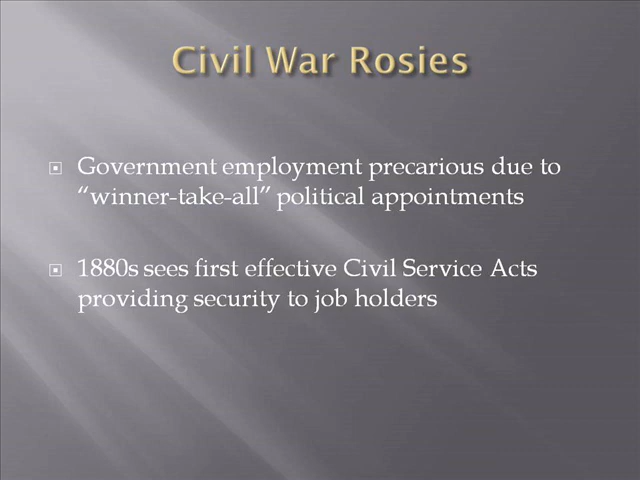 Civil War Rosies
Government employment precarious due to
“winner-take-all” political appointments
1880s sees first effective Civil Service Acts
providing security to job holders